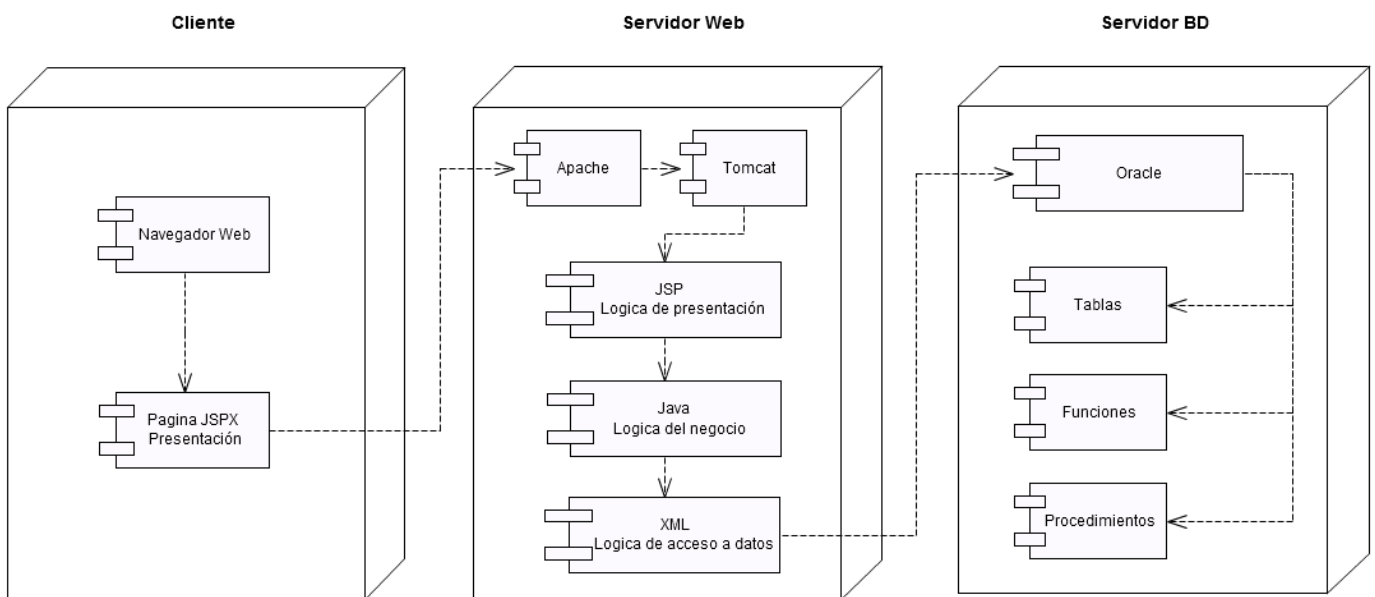 Cliente
Servidor Web
Servidor BD
Navegador Web
Pagina JSPX
Presentación
Apache
Tomcat
JSP
Logica de presentación
Java
Logica del negocio
XML
Logica de acceso a datos
Oracle
Tablas
Funciones
Procedimientos